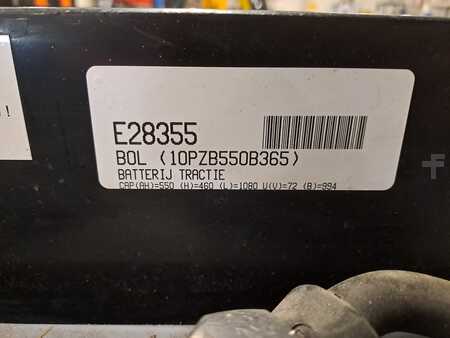 E28355
BOL (10PZB550B365)
BATTERIJ TRACTIE
CAP(AH)=550 (H)=460 (L)=1080 V(V)=72 (B)=994
!